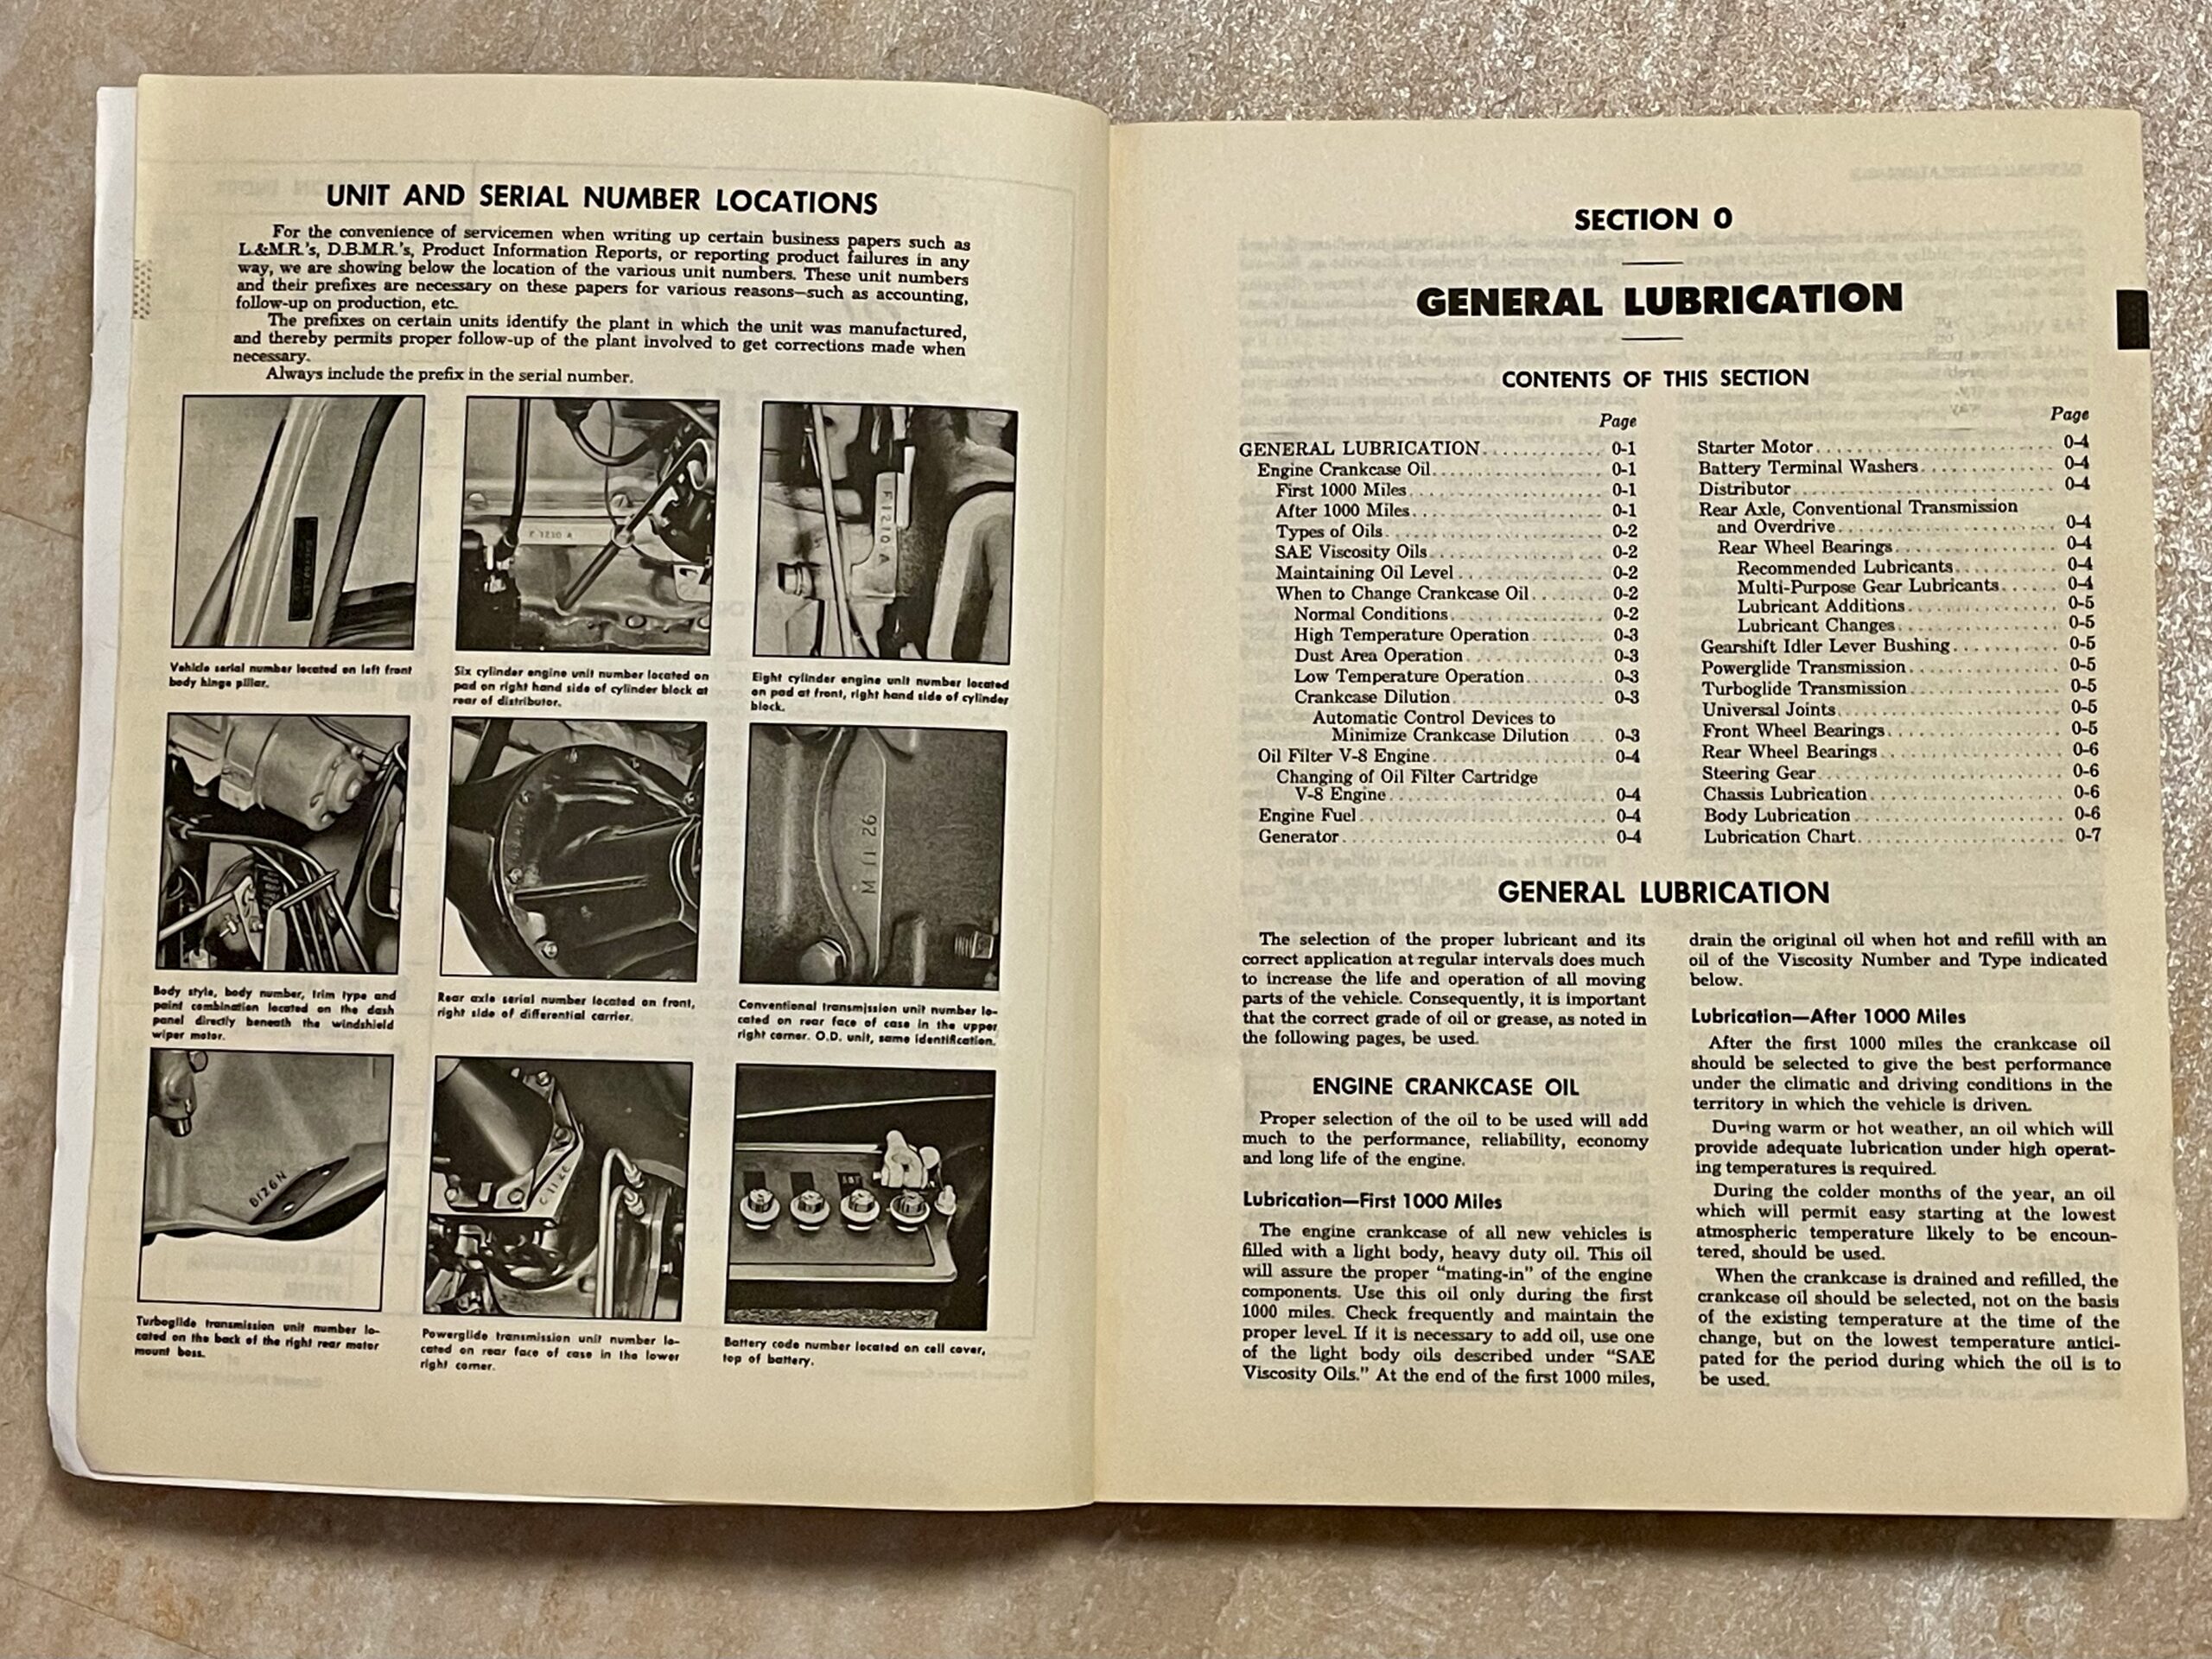 UNIT AND SERIAL NUMBER LOCATIONS
For the convenience of servicemen when writing up certain business papers such as
L.&M.R.'s, D.B.M.R.'s, Product Information Reports, or reporting product failures in any
way, we are showing below the location of the various unit numbers. These unit numbers
and their prefixes are necessary on these papers for various reasons—such as accounting,
follow-up on production, etc.
The prefixes on certain units identify the plant in which the unit was manufactured,
and thereby permits proper follow-up of the plant involved to get corrections made when
necessary.
Always include the prefix in the serial number.
F1210A
Vehicle serial number located on left front
body hinge pillar.
Six cylinder engine unit number located on
pad on right hand side of cylinder block at
rear of distributor.
Eight cylinder engine unit number located
on pad at front, right hand side of cylinder
block.
M 11 26
Body style, body number, trim type and
paint combination located on the dash
panel directly beneath the windshield
wiper motor.
Rear axle serial number located on front,
right side of differential carrier.
Conventional transmission unit number lo-
cated on rear face of case in the upper
right corner. O.D. unit, same identification.
B126N
C1126
Turboglide transmission unit number lo-
cated on the back of the right rear motor
mount boss.
Powerglide transmission unit number lo-
cated on rear face of case in the lower
right corner.
Battery code number located on cell cover,
top of battery.
SECTION 0
GENERAL LUBRICATION
CONTENTS OF THIS SECTION
Page
GENERAL LUBRICATION 0-1
Engine Crankcase Oil 0-1
First 1000 Miles 0-1
After 1000 Miles 0-1
Types of Oils 0-2
SAE Viscosity Oils 0-2
Maintaining Oil Level 0-2
When to Change Crankcase Oil 0-2
Normal Conditions 0-2
High Temperature Operation 0-3
Dust Area Operation 0-3
Low Temperature Operation 0-3
Crankcase Dilution 0-3
Automatic Control Devices to
Minimize Crankcase Dilution 0-3
Oil Filter V-8 Engine 0-4
Changing of Oil Filter Cartridge
V-8 Engine 0-4
Engine Fuel 0-4
Generator 0-4
Page
Starter Motor 0-4
Battery Terminal Washers 0-4
Distributor 0-4
Rear Axle, Conventional Transmission
and Overdrive 0-4
Rear Wheel Bearings 0-4
Recommended Lubricants 0-4
Multi-Purpose Gear Lubricants 0-4
Lubricant Additions 0-5
Lubricant Changes 0-5
Gearshift Idler Lever Bushing 0-5
Powerglide Transmission 0-5
Turboglide Transmission 0-5
Universal Joints 0-5
Front Wheel Bearings 0-5
Rear Wheel Bearings 0-6
Steering Gear 0-6
Chassis Lubrication 0-6
Body Lubrication 0-6
Lubrication Chart 0-7
GENERAL LUBRICATION
The selection of the proper lubricant and its
correct application at regular intervals does much
to increase the life and operation of all moving
parts of the vehicle. Consequently, it is important
that the correct grade of oil or grease, as noted in
the following pages, be used.
ENGINE CRANKCASE OIL
Proper selection of the oil to be used will add
much to the performance, reliability, economy
and long life of the engine.
Lubrication—First 1000 Miles
The engine crankcase of all new vehicles is
filled with a light body, heavy duty oil. This oil
will assure the proper “mating-in” of the engine
components. Use this oil only during the first
1000 miles. Check frequently and maintain the
proper level. If it is necessary to add oil, use one
of the light body oils described under “SAE
Viscosity Oils.” At the end of the first 1000 miles,
drain the original oil when hot and refill with an
oil of the Viscosity Number and Type indicated
below.
Lubrication—After 1000 Miles
After the first 1000 miles the crankcase oil
should be selected to give the best performance
under the climatic and driving conditions in the
territory in which the vehicle is driven.
During warm or hot weather, an oil which will
provide adequate lubrication under high operat-
ing temperatures is required.
During the colder months of the year, an oil
which will permit easy starting at the lowest
atmospheric temperature likely to be encoun-
tered, should be used.
When the crankcase is drained and refilled, the
crankcase oil should be selected, not on the basis
of the existing temperature at the time of the
change, but on the lowest temperature antici-
pated for the period during which the oil is to
be used.